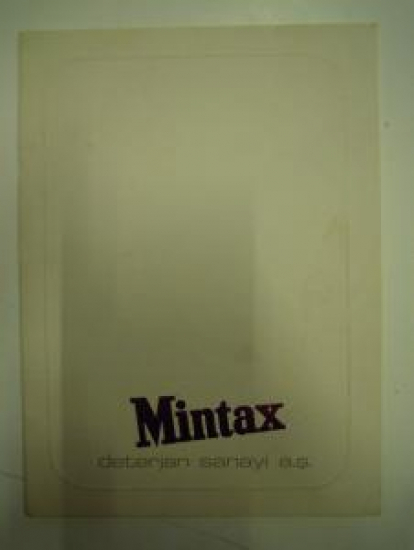 Mintax
deterjan sanayi a.ş.